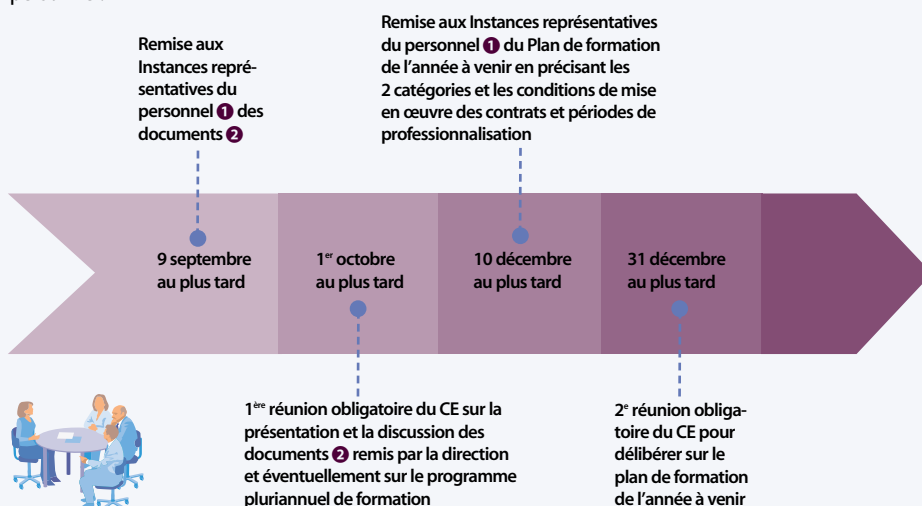 Remise aux
Instances repré-
sentatives du
personnel ❶ des
documents ❷
Remise aux Instances représentatives
du personnel ❶ du Plan de formation
de l'année à venir en précisant les
2 catégories et les conditions de mise
en œuvre des contrats et périodes de
professionnalisation
9 septembre
au plus tard
1er octobre
au plus tard
10 décembre
au plus tard
31 décembre
au plus tard
1ère réunion obligatoire du CE sur la
présentation et la discussion des
documents ❷ remis par la direction
et éventuellement sur le programme
pluriannuel de formation
2e réunion obliga-
toire du CE pour
délibérer sur le
plan de formation
de l'année à venir